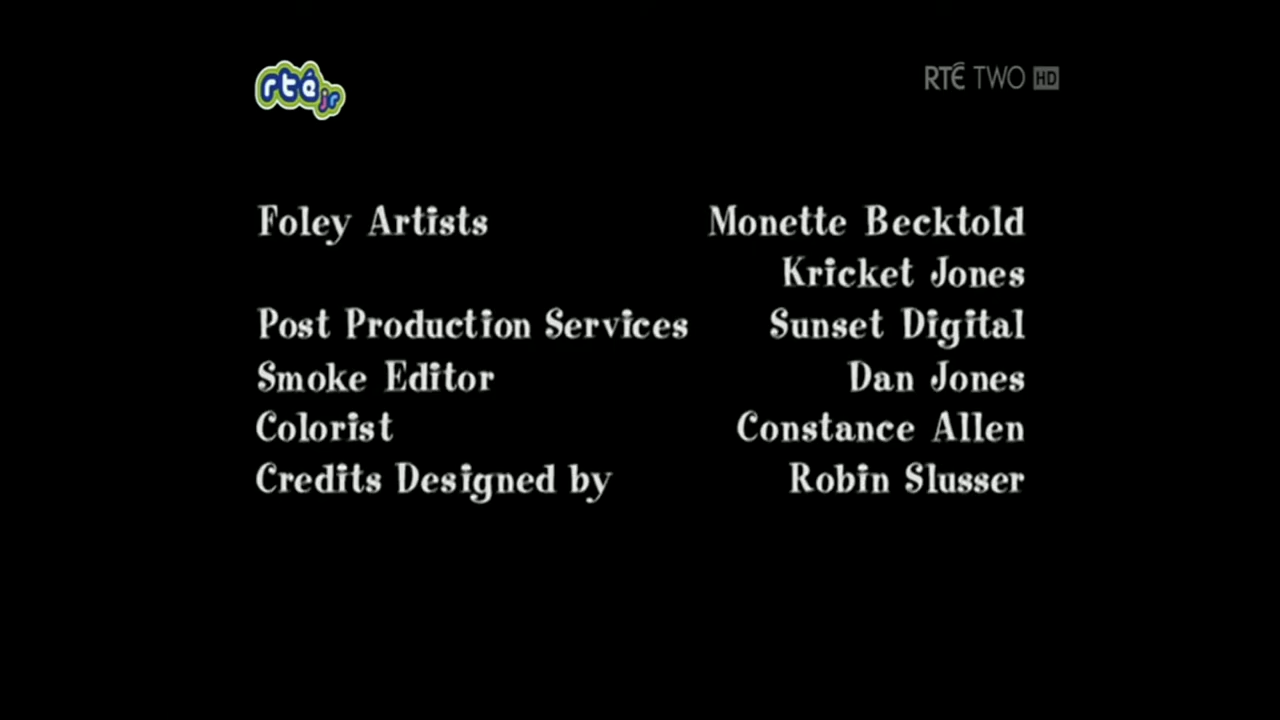 rté jr
RTÉ TWO HD
Foley Artists Monette Becktold
Kricket Jones
Post Production Services Sunset Digital
Smoke Editor Dan Jones
Colorist Constance Allen
Credits Designed by Robin Slusser